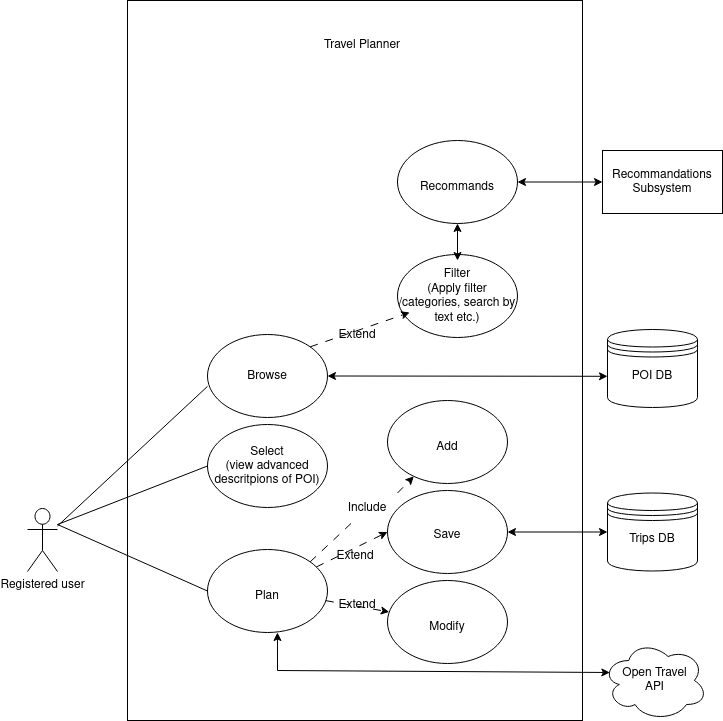 Travel Planner
Recommands
Recommandations
Subsystem
Filter
(Apply filter
/categories, search by
text etc.)
Extend
Browse
POI DB
Select
(view advanced
descritpions of POI)
Add
Include
Save
Trips DB
Extend
Registered user
Plan
Extend
Modify
Open Travel
API